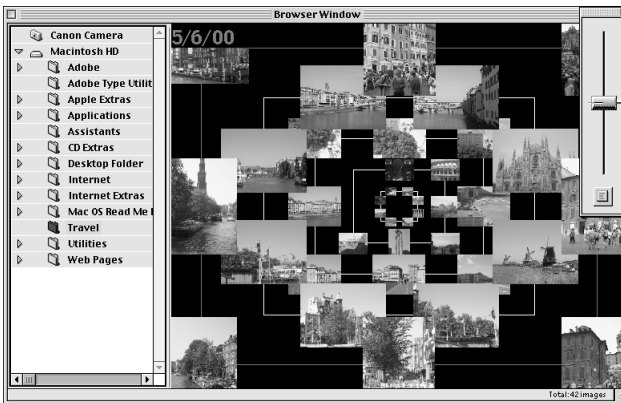 Browser Window
Canon Camera
Macintosh HD
Adobe
Adobe Type Utilit
Apple Extras
Applications
Assistants
CD Extras
Desktop Folder
Internet
Internet Extras
Mac OS Read Me I
Travel
Utilities
Web Pages
5/6/00
Total:42 images